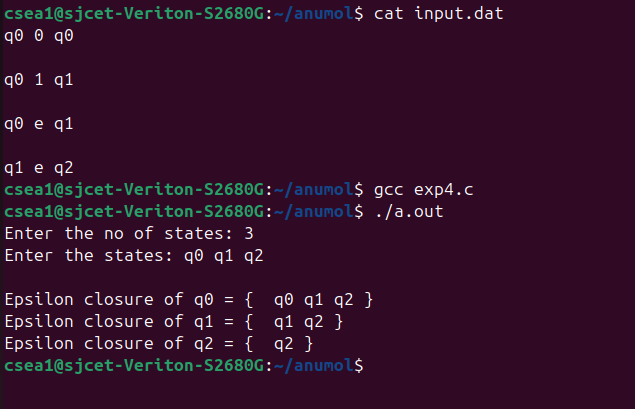 csea1@sjcet-Veriton-S2680G:~/anumol$ cat input.dat
q0 0 q0
q0 1 q1
q0 e q1
q1 e q2
csea1@sjcet-Veriton-S2680G:~/anumol$ gcc exp4.c
csea1@sjcet-Veriton-S2680G:~/anumol$ ./a.out
Enter the no of states: 3
Enter the states: q0 q1 q2
Epsilon closure of q0 = {  q0 q1 q2 }
Epsilon closure of q1 = {  q1 q2 }
Epsilon closure of q2 = {  q2 }
csea1@sjcet-Veriton-S2680G:~/anumol$